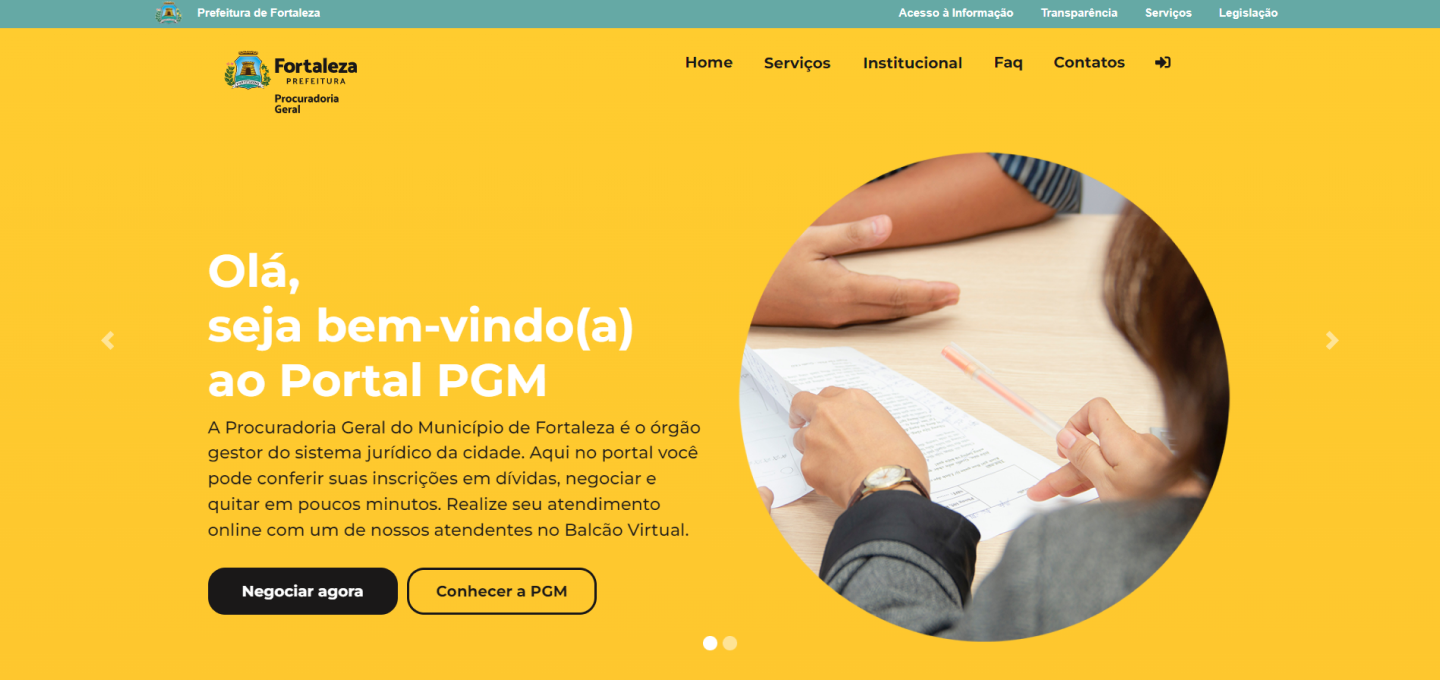 Prefeitura de Fortaleza
Acesso à Informação
Transparência
Serviços
Legislação
Fortaleza
PREFEITURA
Procuradoria
Geral
Home
Serviços
Institucional
Faq
Contatos
Olá,
seja bem-vindo(a)
ao Portal PGM
A Procuradoria Geral do Município de Fortaleza é o órgão
gestor do sistema jurídico da cidade. Aqui no portal você
pode conferir suas inscrições em dívidas, negociar e
quitar em poucos minutos. Realize seu atendimento
online com um de nossos atendentes no Balcão Virtual.
Negociar agora
Conhecer a PGM